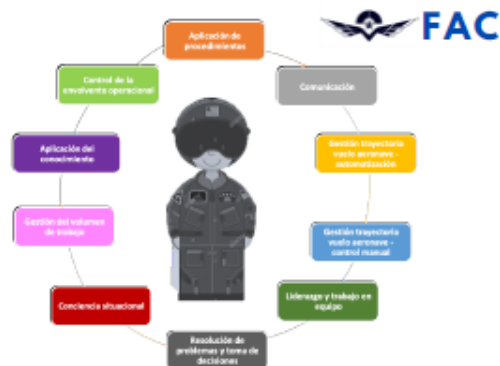 FAC
Aplicación de
procedimientos
Comunicación
Gestión trayectoria
vuelo aeronave -
automatización
Gestión trayectoria
vuelo aeronave -
control manual
Liderazgo y trabajo en
equipo
Resolución de
problemas y toma de
decisiones
Conciencia situacional
Gestión del volumen
de trabajo
Aplicación del
conocimiento
Control de la
envolvente operacional